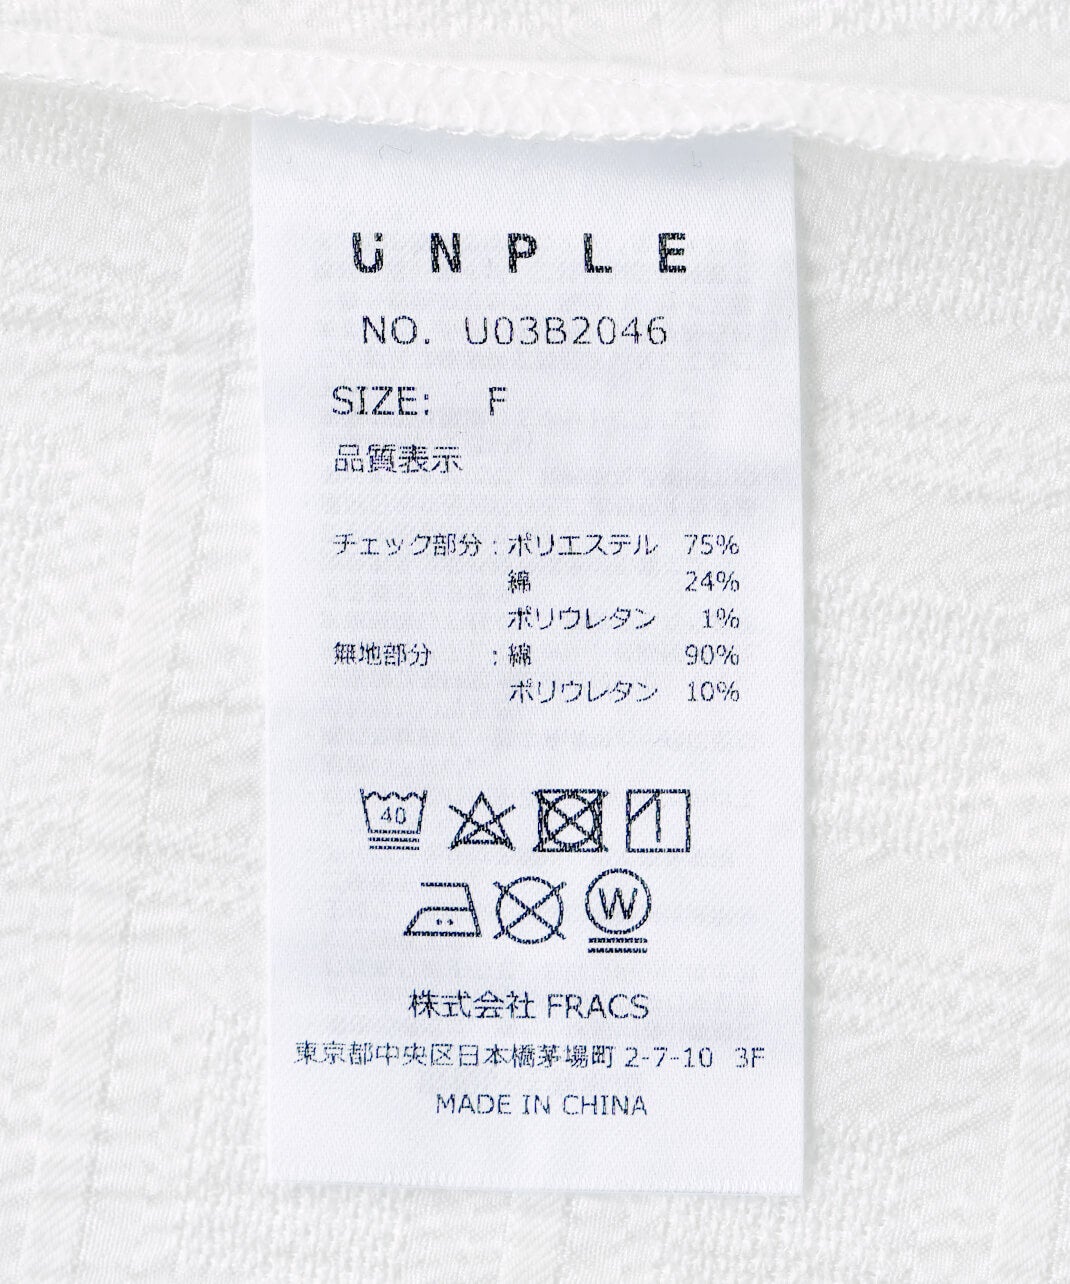 UNPLE
NO. U03B2046
SIZE: F
品質表示
チェック部分:ポリエステル 75%
綿 24%
ポリウレタン 1%
無地部分 :綿 90%
ポリウレタン 10%
40
W
株式会社 FRACS
東京都中央区日本橋茅場町 2-7-10 3F
MADE IN CHINA